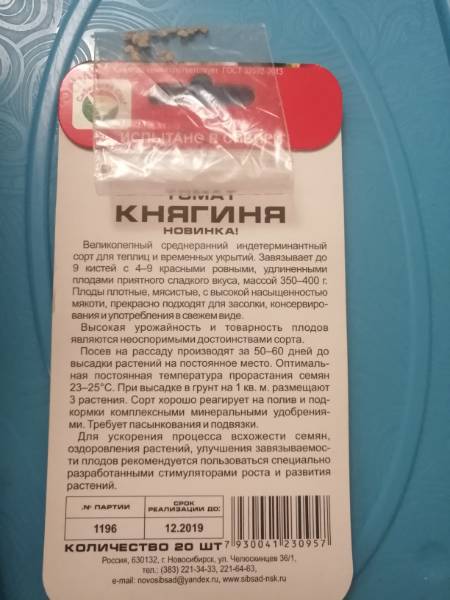 ГОСТ 32592-2013
ИСПЫТАНО В СИБИРИ
ТОМАТ
КНЯГИНЯ
НОВИНКА!
Великолепный среднеранний индетерминантный
сорт для теплиц и временных укрытий. Завязывает до
9 кистей с 4–9 красными ровными, удлиненными
плодами приятного сладкого вкуса, массой 350–400 г.
Плоды плотные, мясистые, с высокой насыщенностью
мякоти, прекрасно подходят для засолки, консервиро-
вания и употребления в свежем виде.
Высокая урожайность и товарность плодов
являются неоспоримыми достоинствами сорта.
Посев на рассаду производят за 50–60 дней до
высадки растений на постоянное место. Оптималь-
ная постоянная температура прорастания семян
23–25°С. При высадке в грунт на 1 кв. м. размещают
3 растения. Сорт хорошо реагирует на полив и под-
кормки комплексными минеральными удобрения-
ми. Требует пасынкования и подвязки.
Для ускорения процесса всхожести семян,
оздоровления растений, улучшения завязываемос-
ти плодов рекомендуется пользоваться специально
разработанными стимуляторами роста и развития
растений.
№ ПАРТИИ
СРОК
РЕАЛИЗАЦИИ ДО:
1196
12.2019
КОЛИЧЕСТВО 20 ШТ
7 930041 230957
Россия, 630132, г. Новосибирск, ул. Челюскинцев 36/1,
тел.: (383) 221-34-33, 221-64-63,
e-mail: novosibsad@yandex.ru, www.sibsad-nsk.ru